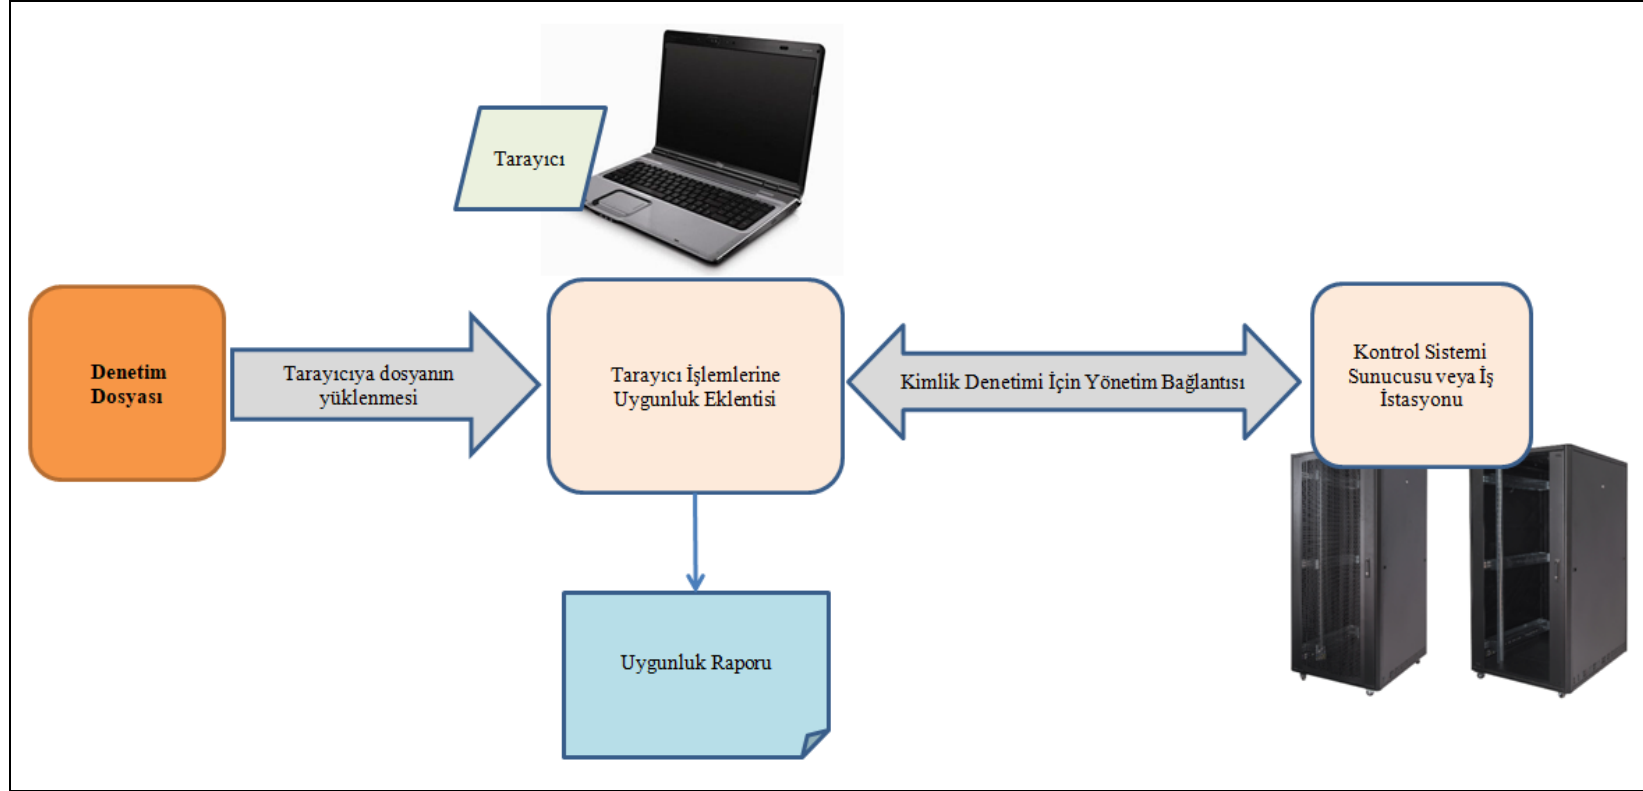 Tarayıcı
Denetim
Dosyası
Tarayıcıya dosyanın
yüklenmesi
Tarayıcı İşlemlerine
Uygunluk Eklentisi
Kimlik Denetimi İçin Yönetim Bağlantısı
Kontrol Sistemi
Sunucusu veya İş
İstasyonu
Uygunluk Raporu